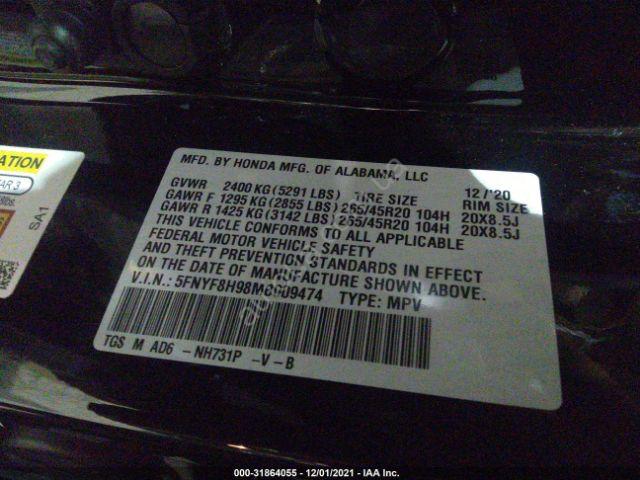 MFD. BY HONDA MFG. OF ALABAMA, LLC
GVWR 2400 KG (5291 LBS) TIRE SIZE 12 / '20 RIM SIZE
GAWR F 1295 KG (2855 LBS) 265/45R20 104H 20X8.5J
GAWR R 1425 KG (3142 LBS) 265/45R20 104H 20X8.5J
THIS VEHICLE CONFORMS TO ALL APPLICABLE
FEDERAL MOTOR VEHICLE SAFETY
AND THEFT PREVENTION STANDARDS IN EFFECT
ON THE DATE OF MANUFACTURE SHOWN ABOVE.
V.I.N.: TYPE: MPV
TGS M AD6 - NH731P - V - B
SA1
000-31864055 - 12/01/2021 - IAA Inc.